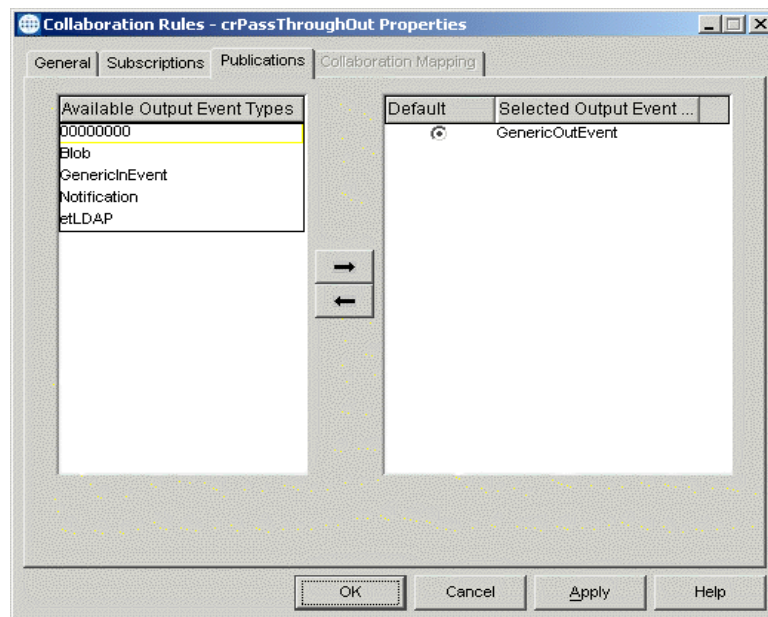 Collaboration Rules - crPassThroughOut Properties
General Subscriptions Publications Collaboration Mapping
Available Output Event Types
00000000
Blob
GenericInEvent
Notification
etLDAP
Default Selected Output Event ...
GenericOutEvent
OK Cancel Apply Help